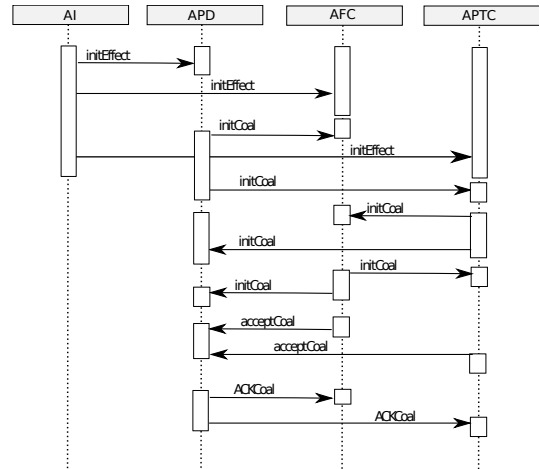 AI APD AFC APTC
initEffect
initEffect
initCoal
initEffect
initCoal
initCoal
initCoal
initCoal
initCoal
acceptCoal
acceptCoal
ACKCoal
ACKCoal